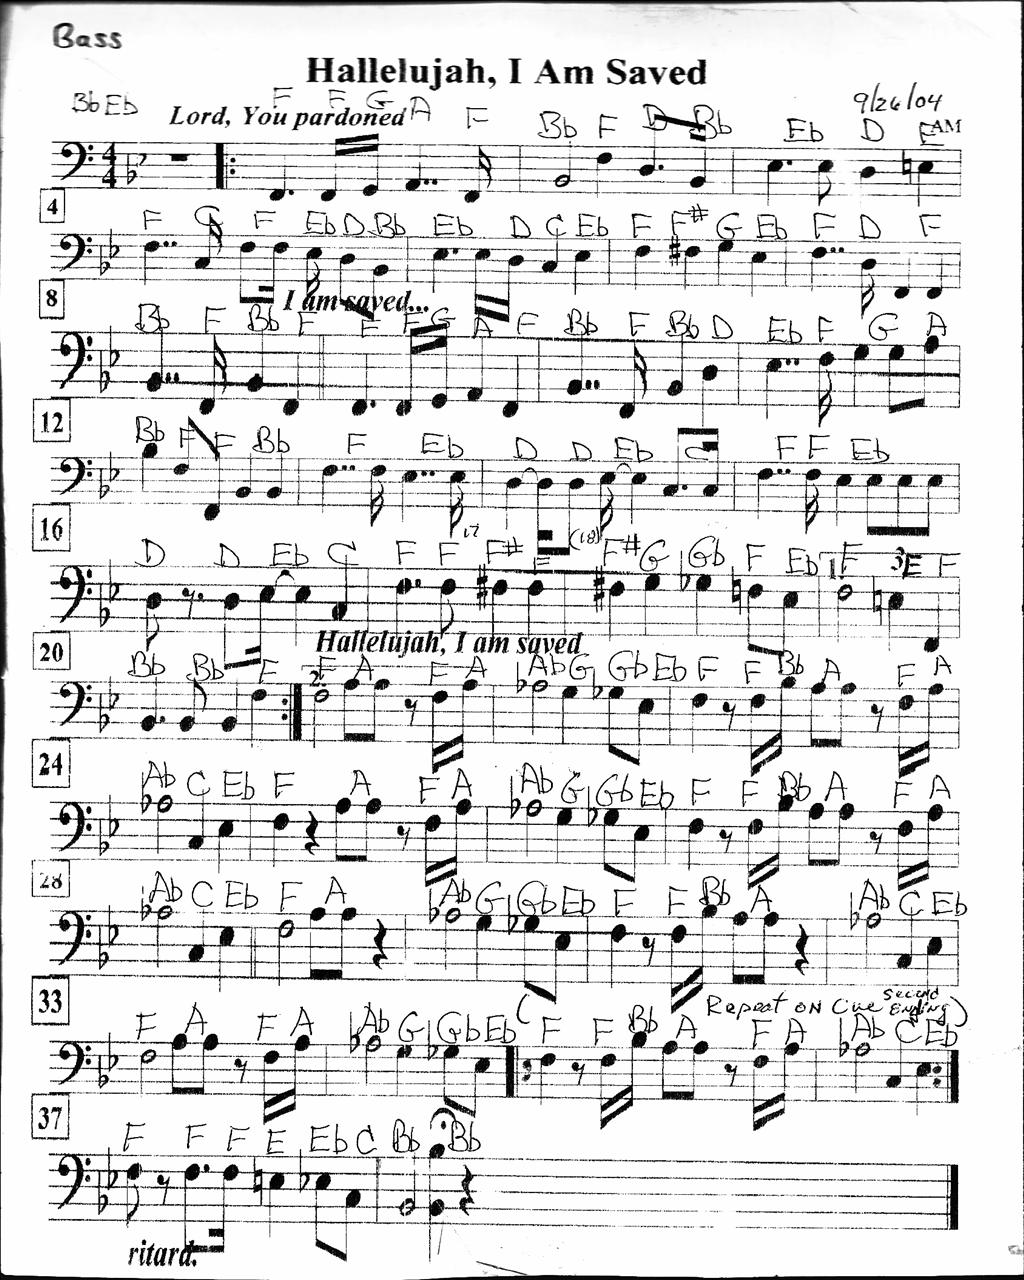 Bass
Hallelujah, I Am Saved
Bb Eb
9/26/04
Lord, You pardoned
AM
F F G A F Bb F D Bb Eb D E
4
F C F Eb D Bb Eb D C Eb F F# G Eb F D F
8
I am saved...
Bb F Bb F F F G A F Bb F Bb D Eb F G A
12
Bb F F Bb F Eb D D Eb C F F Eb
17 (18)
16
D D Eb C F F F# F F# G Gb F Eb 1. F 3 E F
20
Hallelujah, I am saved
Bb Bb F 2. F A F A Ab G Gb Eb F F Bb A F A
24
Ab C Eb F A F A Ab G Gb Eb F F Bb A F A
28
Ab C Eb F A Ab G Gb Eb F F Bb A Ab C Eb
33
(Repeat on Cue second Ending)
F A F A Ab G Gb Eb F F Bb A F A Ab C Eb
37
F F F E Eb C Bb Bb
ritard.